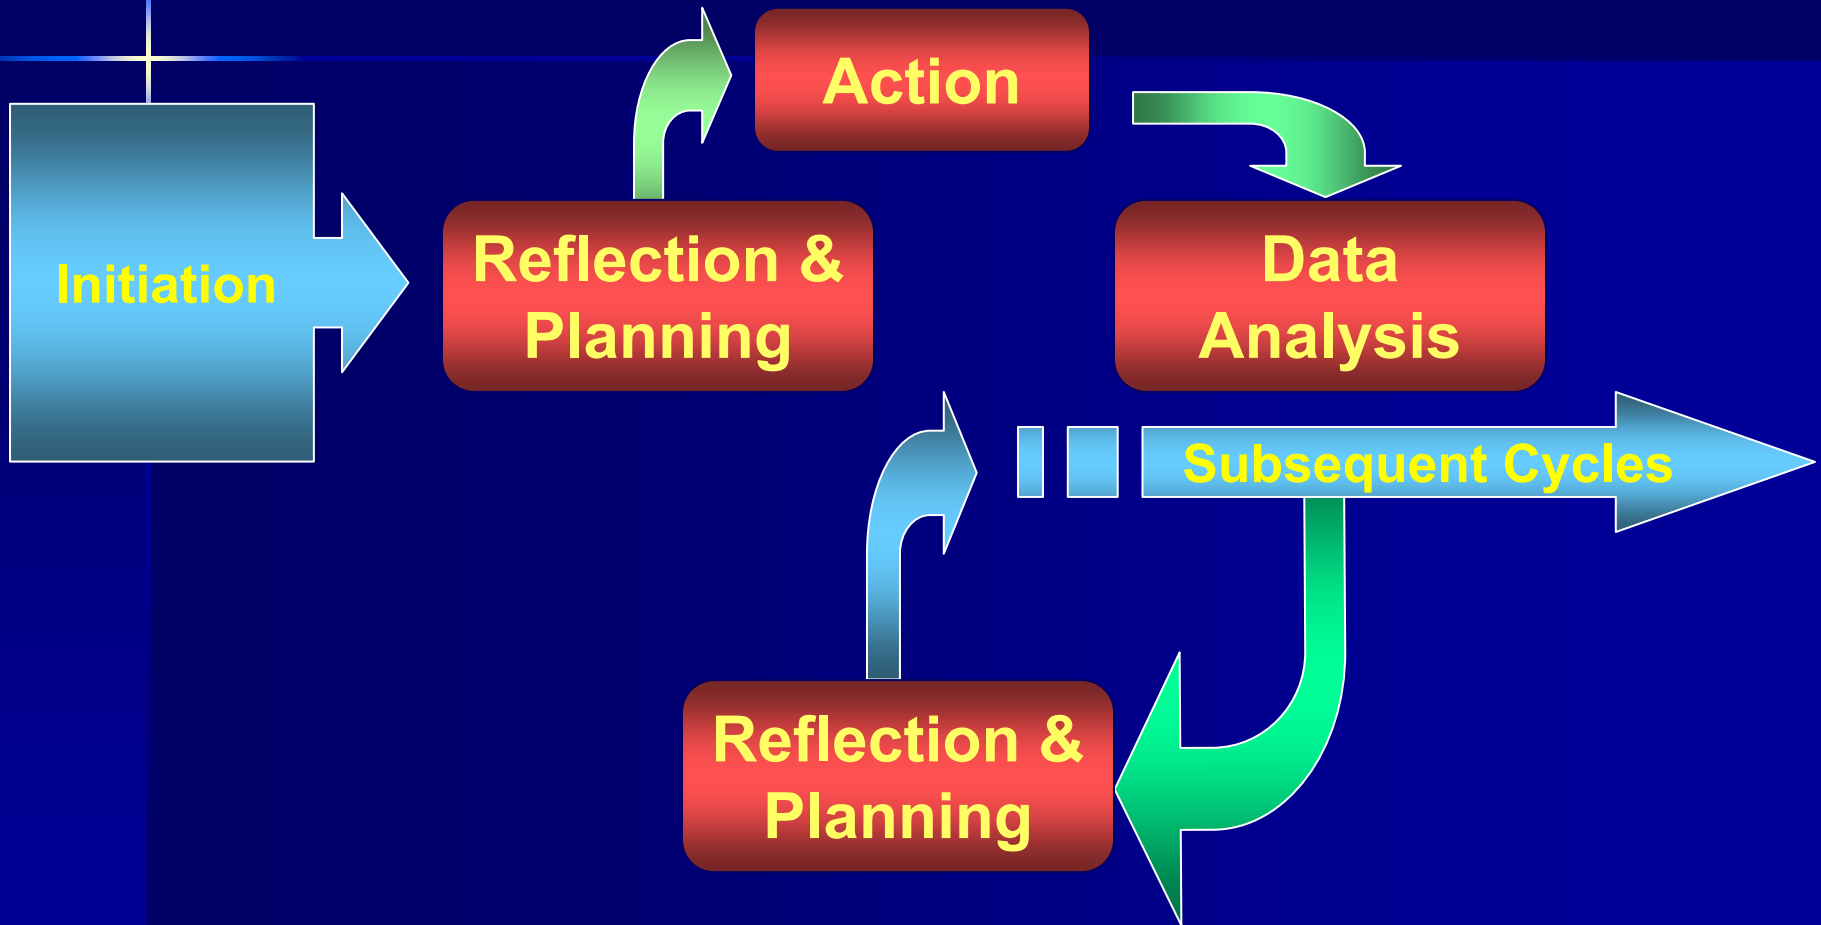 Action
Initiation
Reflection &
Planning
Data
Analysis
Subsequent Cycles
Reflection &
Planning